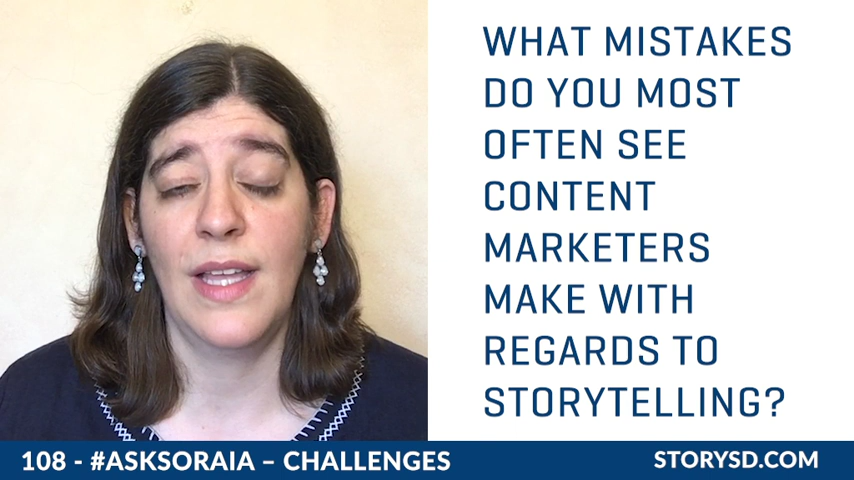 WHAT MISTAKES
DO YOU MOST
OFTEN SEE
CONTENT
MARKETERS
MAKE WITH
REGARDS TO
STORYTELLING?
108 - #ASKSORAIA – CHALLENGES
STORYSD.COM